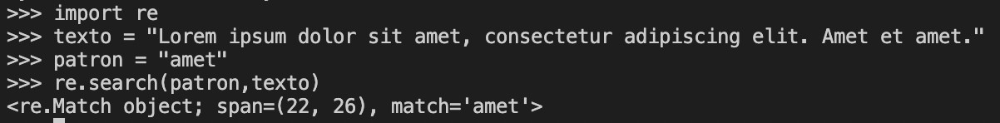 >>> import re
>>> texto = "Lorem ipsum dolor sit amet, consectetur adipiscing elit. Amet et amet."
>>> patron = "amet"
>>> re.search(patron,texto)
<re.Match object; span=(22, 26), match='amet'>